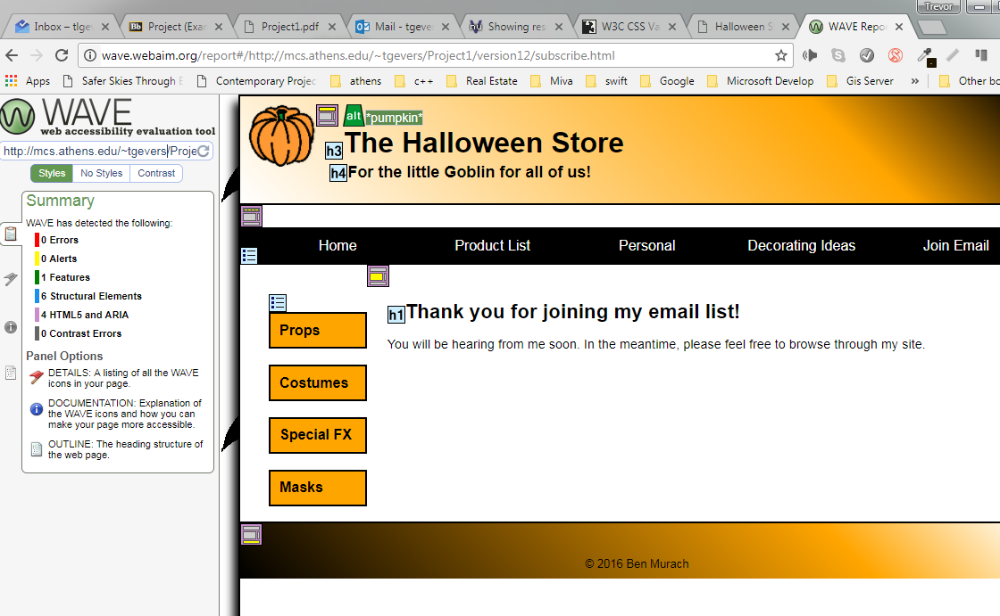 Trevor
Inbox – tlge
Project (Exa
Project1.pdf
Mail - tgever
Showing res
W3C CSS Va
Halloween S
WAVE Repo
wave.webaim.org/report#/http://mcs.athens.edu/~tgevers/Project1/version12/subscribe.html
Apps
Safer Skies Through E
Contemporary Projec
athens
c++
Real Estate
Miva
swift
Google
Microsoft Develop
Gis Server
»
Other bo
WAVE
web accessibility evaluation tool
http://mcs.athens.edu/~tgevers/Proje
Styles
No Styles
Contrast
Summary
WAVE has detected the following:
0 Errors
0 Alerts
1 Features
6 Structural Elements
4 HTML5 and ARIA
0 Contrast Errors
Panel Options
DETAILS: A listing of all the WAVE
icons in your page.
DOCUMENTATION: Explanation of
the WAVE icons and how you can
make your page more accessible.
OUTLINE: The heading structure of
the web page.
alt *pumpkin*
h3 The Halloween Store
h4 For the little Goblin for all of us!
Home
Product List
Personal
Decorating Ideas
Join Email
h1 Thank you for joining my email list!
You will be hearing from me soon. In the meantime, please feel free to browse through my site.
Props
Costumes
Special FX
Masks
© 2016 Ben Murach